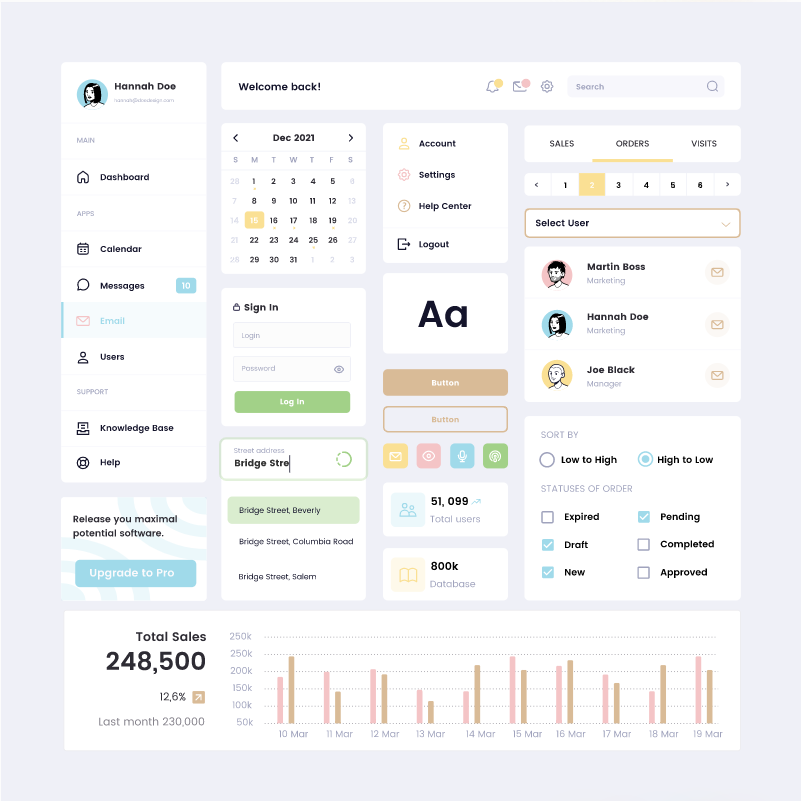 Hannah Doe
MAIN
Dashboard
APPS
Calendar
Messages 10
Email
Users
SUPPORT
Knowledge Base
Help
Release you maximal
potential software.
Upgrade to Pro
Welcome back!
Search
Dec 2021
S M T W T F S
28 1 2 3 4 5 6
7 8 9 10 11 12 13
14 15 16 17 18 19 20
21 22 23 24 25 26 27
28 29 30 31 1 2 3
Sign In
Login
Password
Log In
Street address
Bridge Stre
Bridge Street, Beverly
Bridge Street, Columbia Road
Bridge Street, Salem
Account
Settings
Help Center
Logout
Aa
Button
Button
51, 099
Total users
800k
Database
SALES ORDERS VISITS
< 1 2 3 4 5 6 >
Select User
Martin Boss
Marketing
Hannah Doe
Marketing
Joe Black
Manager
SORT BY
Low to High High to Low
STATUSES OF ORDER
Expired Pending
Draft Completed
New Approved
Total Sales
248,500
12,6%
Last month 230,000
250k
250k
200k
150k
100k
50k
10 Mar 11 Mar 12 Mar 13 Mar 14 Mar 15 Mar 16 Mar 17 Mar 18 Mar 19 Mar